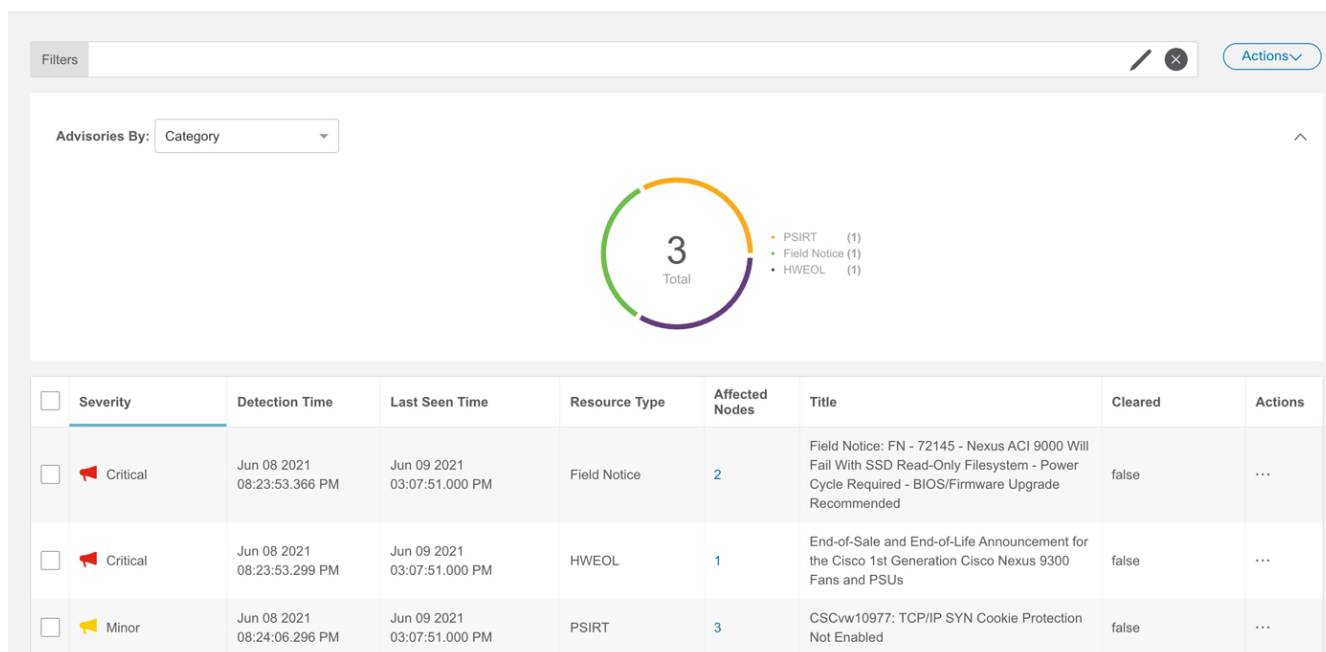 Filters
Actions
Advisories By: Category
3
Total
PSIRT (1)
Field Notice (1)
HWEOL (1)
Severity Detection Time Last Seen Time Resource Type Affected Nodes Title Cleared Actions
Critical
Jun 08 2021
08:23:53.366 PM
Jun 09 2021
03:07:51.000 PM
Field Notice
2
Field Notice: FN - 72145 - Nexus ACI 9000 Will
Fail With SSD Read-Only Filesystem - Power
Cycle Required - BIOS/Firmware Upgrade
Recommended
false
...
Critical
Jun 08 2021
08:23:53.299 PM
Jun 09 2021
03:07:51.000 PM
HWEOL
1
End-of-Sale and End-of-Life Announcement for
the Cisco 1st Generation Cisco Nexus 9300
Fans and PSUs
false
...
Minor
Jun 08 2021
08:24:06.296 PM
Jun 09 2021
03:07:51.000 PM
PSIRT
3
CSCvw10977: TCP/IP SYN Cookie Protection
Not Enabled
false
...